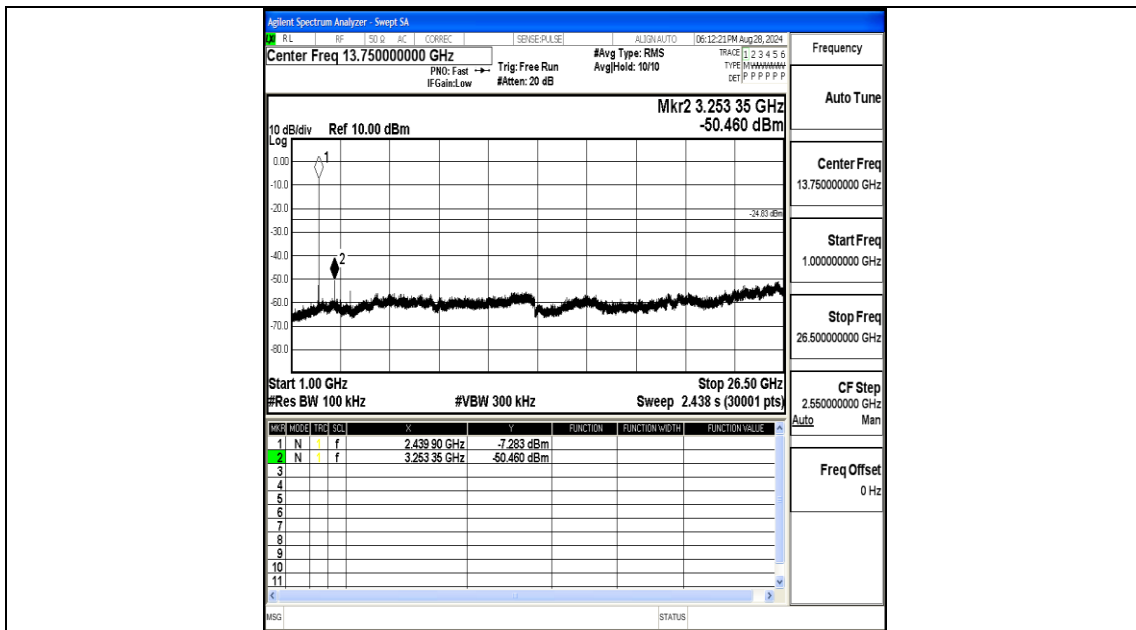 Agilent Spectrum Analyzer - Swept SA
LXI RL RF 50 Ω AC CORREC SENSE:PULSE ALIGN AUTO 06:12:21 PM Aug 28, 2024
Center Freq 13.750000000 GHz #Avg Type: RMS TRACE 1 2 3 4 5 6
PNO: Fast Trig: Free Run Avg|Hold: 10/10 TYPE MWWWWW
IFGain:Low #Atten: 20 dB DET P P P P P P
Mkr2 3.253 35 GHz
-50.460 dBm
10 dB/div Ref 10.00 dBm
Log
0.00
-10.0
-20.0
-30.0
-40.0
-50.0
-60.0
-70.0
-80.0
1
2
-24.83 dBm
Start 1.00 GHz Stop 26.50 GHz
#Res BW 100 kHz #VBW 300 kHz Sweep 2.438 s (30001 pts)
MKR MODE TRC SCL X Y FUNCTION FUNCTION WIDTH FUNCTION VALUE
1 N 1 f 2.439 90 GHz -7.283 dBm
2 N 1 f 3.253 35 GHz -50.460 dBm
3
4
5
6
7
8
9
10
11
MSG STATUS
Frequency
Auto Tune
Center Freq
13.750000000 GHz
Start Freq
1.000000000 GHz
Stop Freq
26.500000000 GHz
CF Step
2.550000000 GHz
Auto Man
Freq Offset
0 Hz